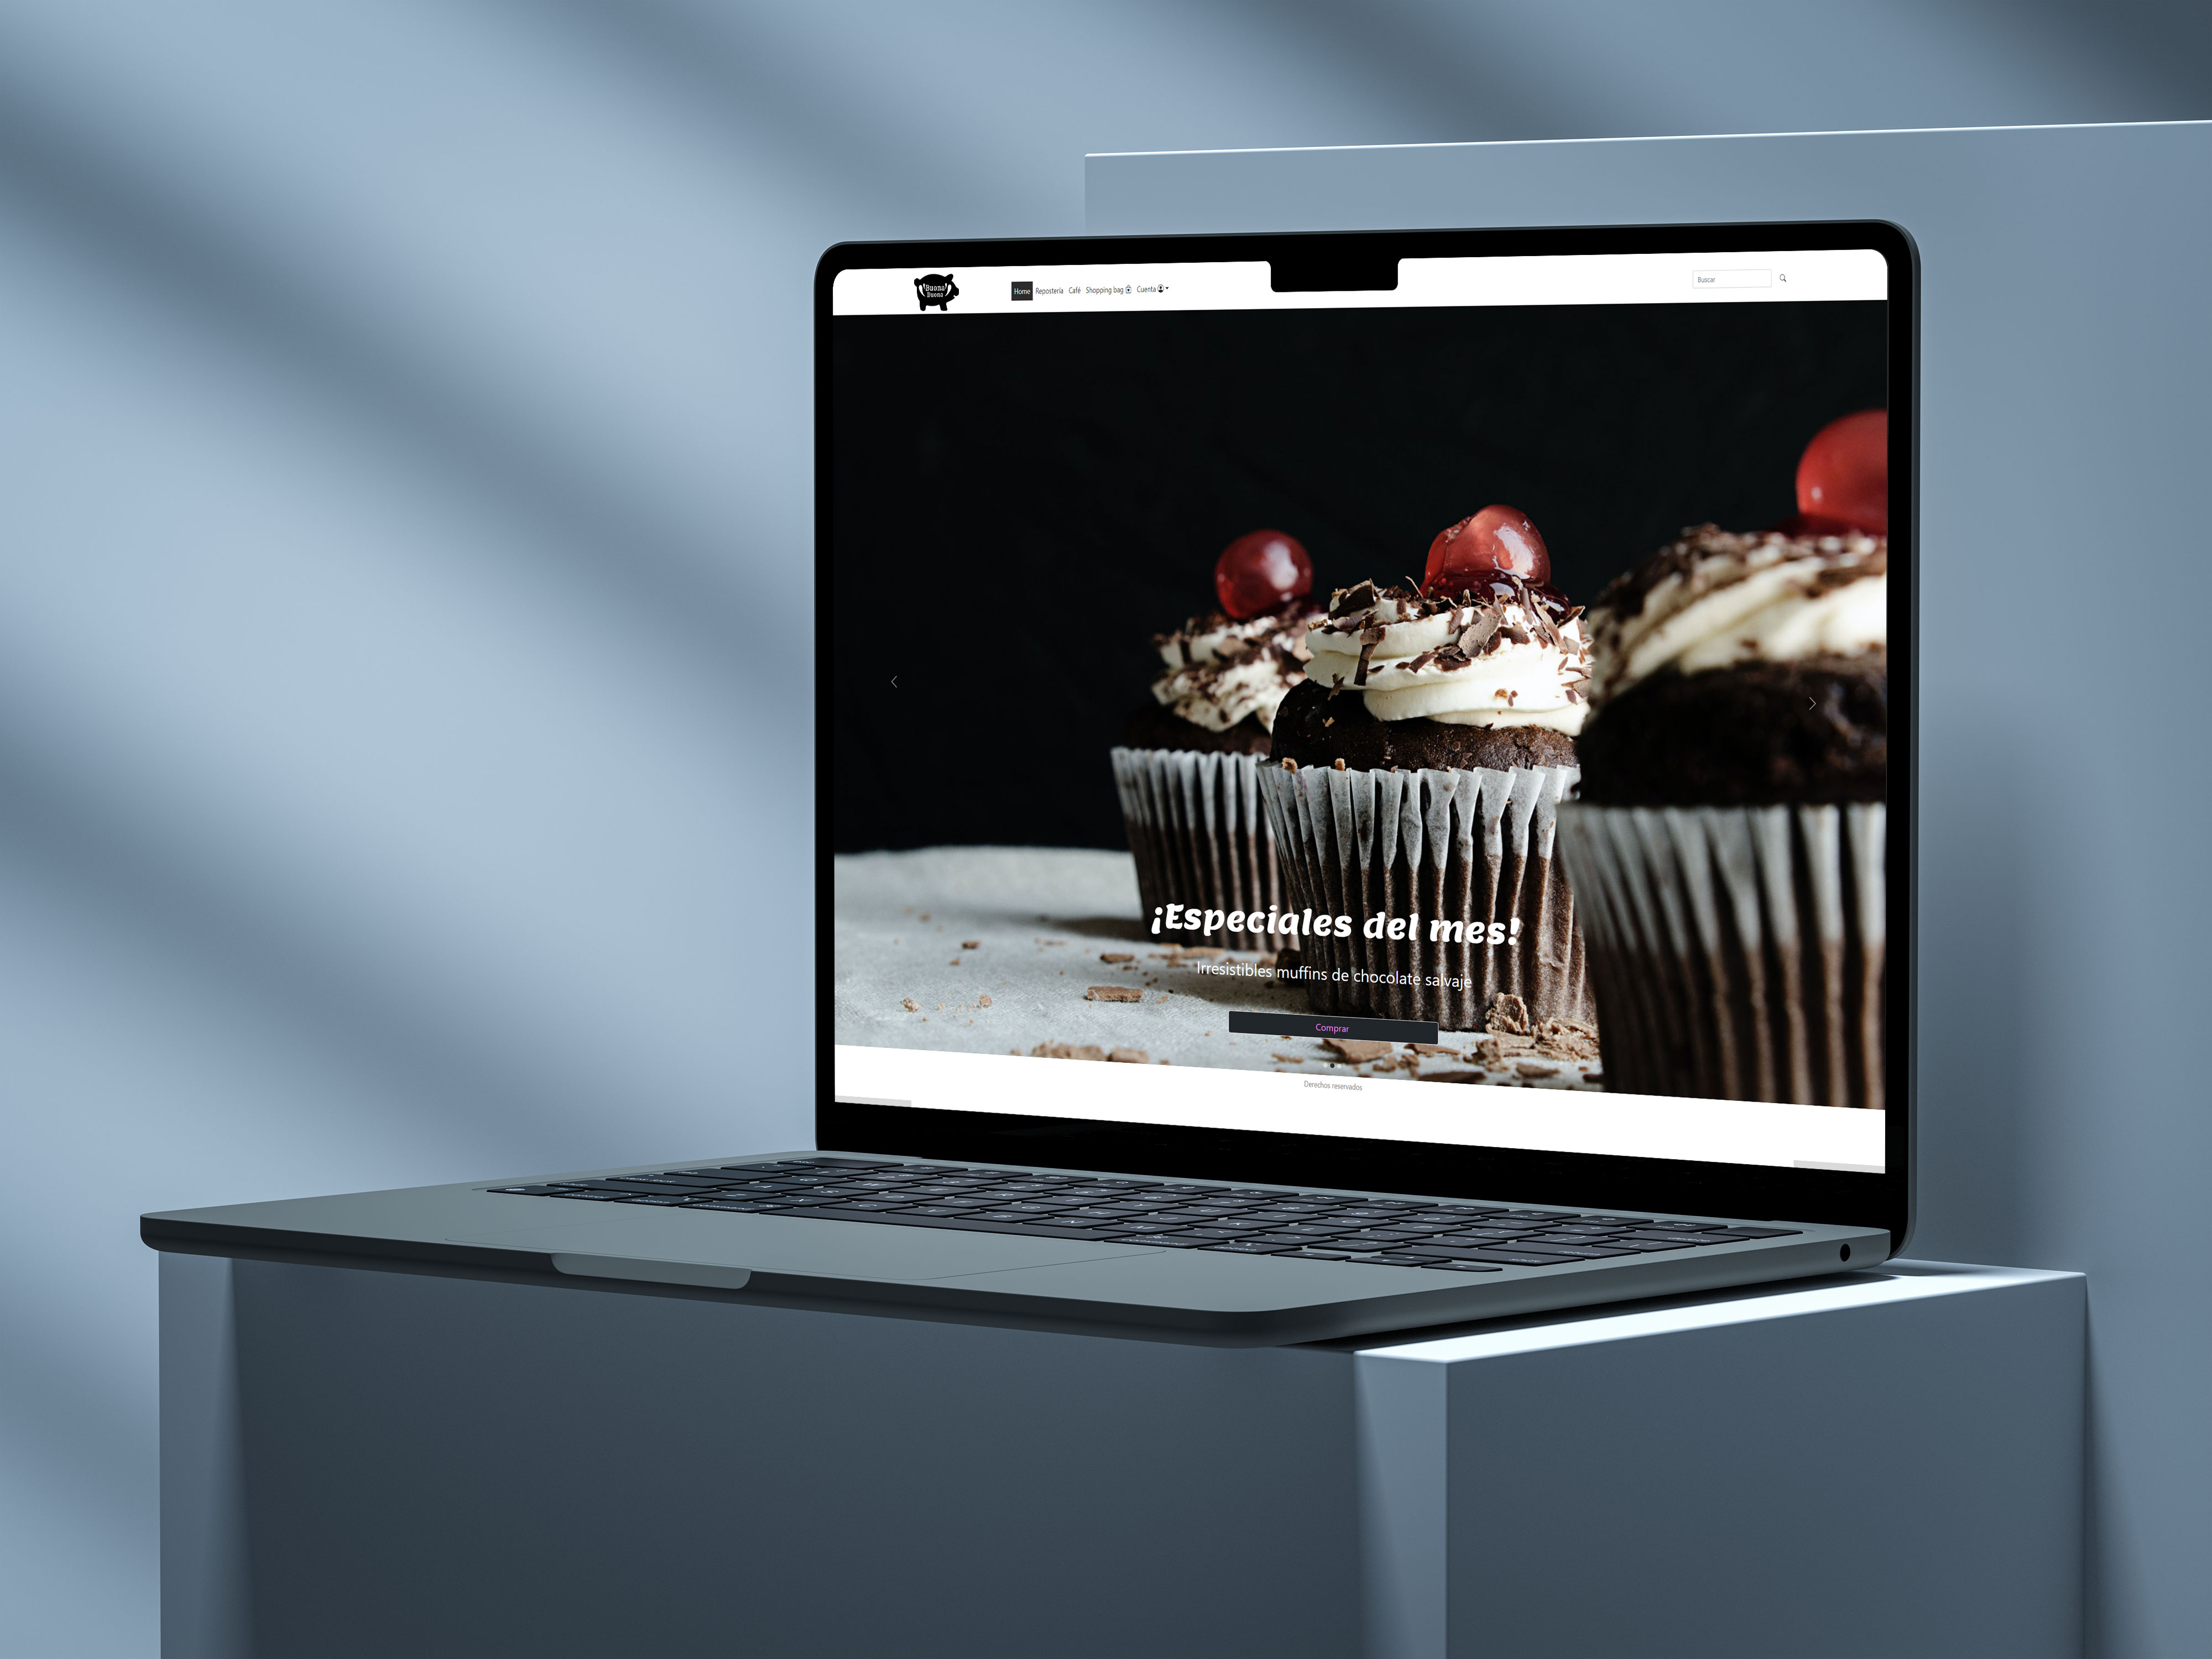 Buona
Buona
Home Repostería Café Shopping bag Cuenta
Buscar
¡Especiales del mes!
Irresistibles muffins de chocolate salvaje
Comprar
Derechos reservados